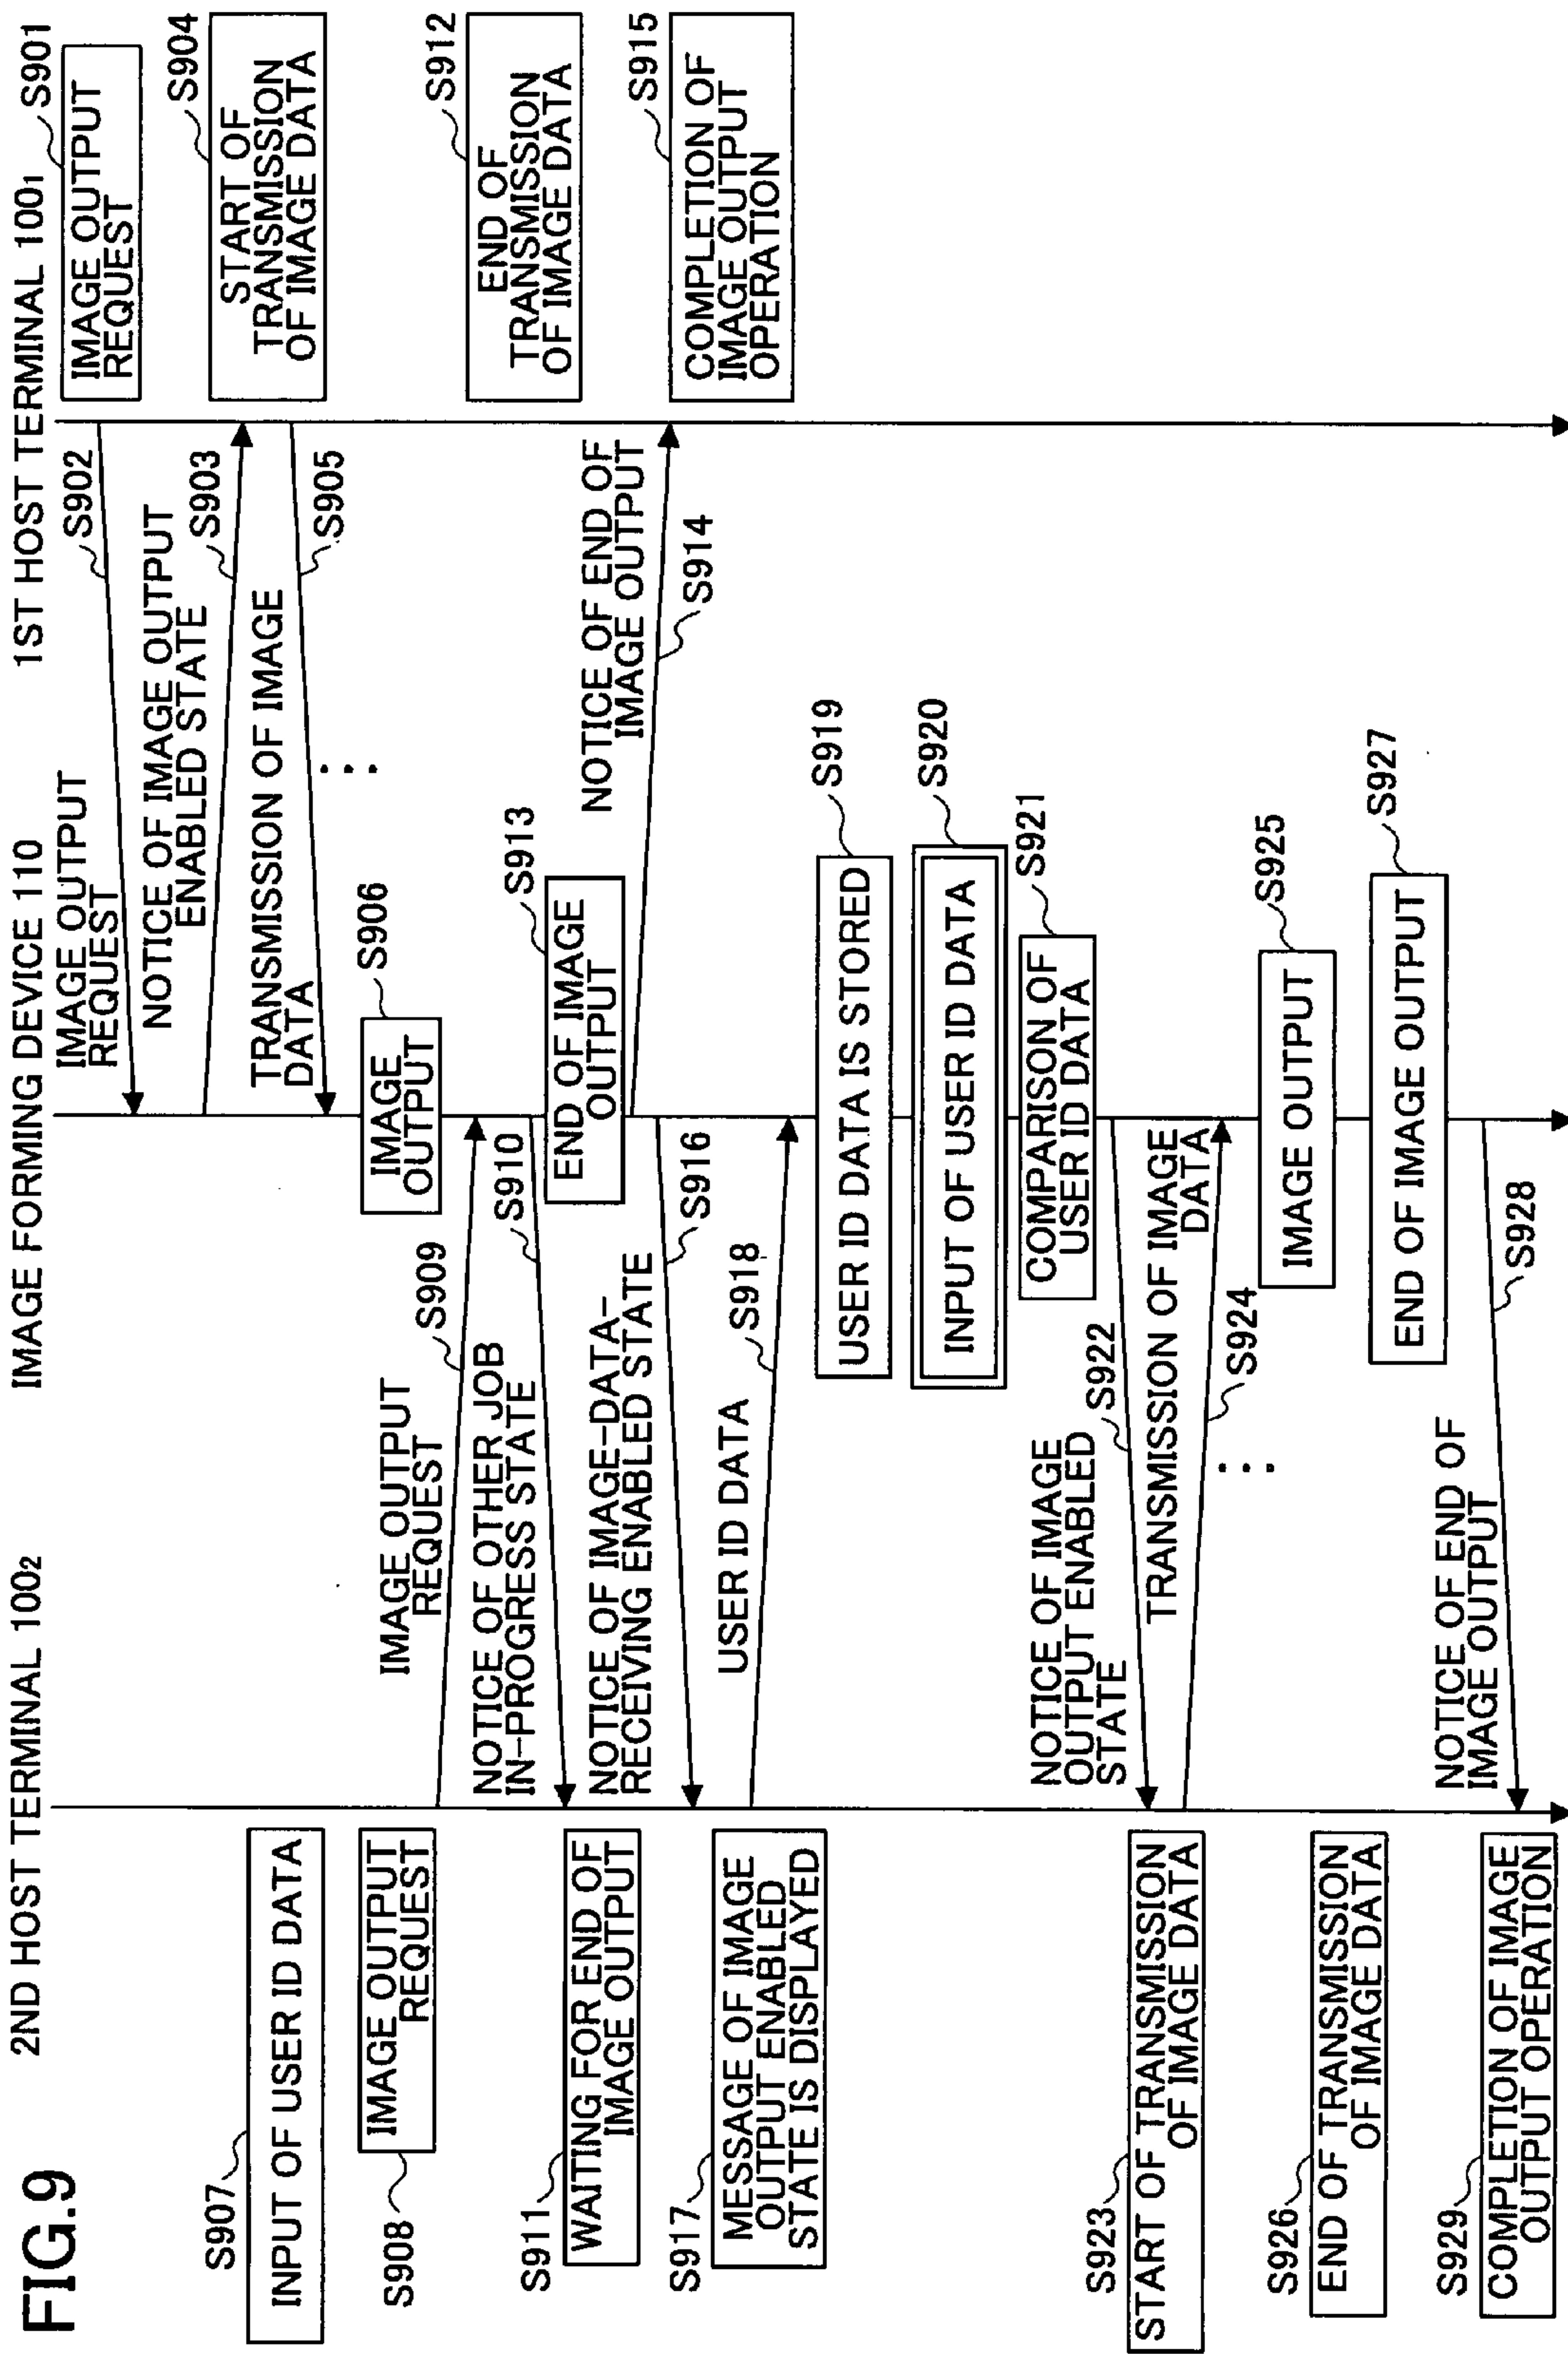 FIG.9
2ND HOST TERMINAL 100₂
IMAGE FORMING DEVICE 110
1ST HOST TERMINAL 100₁
S901
IMAGE OUTPUT
REQUEST
S902
IMAGE OUTPUT
REQUEST
NOTICE OF IMAGE OUTPUT
ENABLED STATE
S903
S904
START OF
TRANSMISSION
OF IMAGE DATA
TRANSMISSION OF IMAGE
DATA
S905
...
S906
IMAGE
OUTPUT
S907
INPUT OF USER ID DATA
S908
IMAGE OUTPUT
REQUEST
IMAGE OUTPUT
REQUEST
S909
NOTICE OF OTHER JOB
IN-PROGRESS STATE
S910
S911
WAITING FOR END OF
IMAGE OUTPUT
S912
END OF
TRANSMISSION
OF IMAGE DATA
S913
END OF IMAGE
OUTPUT
NOTICE OF END OF
IMAGE OUTPUT
S914
S915
COMPLETION OF
IMAGE OUTPUT
OPERATION
NOTICE OF IMAGE-DATA-
RECEIVING ENABLED STATE
S916
S917
MESSAGE OF IMAGE
OUTPUT ENABLED
STATE IS DISPLAYED
USER ID DATA
S918
S919
USER ID DATA IS STORED
S920
INPUT OF USER ID DATA
S921
COMPARISON OF
USER ID DATA
NOTICE OF IMAGE
OUTPUT ENABLED
STATE
S922
S923
START OF TRANSMISSION
OF IMAGE DATA
TRANSMISSION OF IMAGE
DATA
S924
...
S925
IMAGE OUTPUT
S926
END OF TRANSMISSION
OF IMAGE DATA
S927
END OF IMAGE OUTPUT
NOTICE OF END OF
IMAGE OUTPUT
S928
S929
COMPLETION OF IMAGE
OUTPUT OPERATION